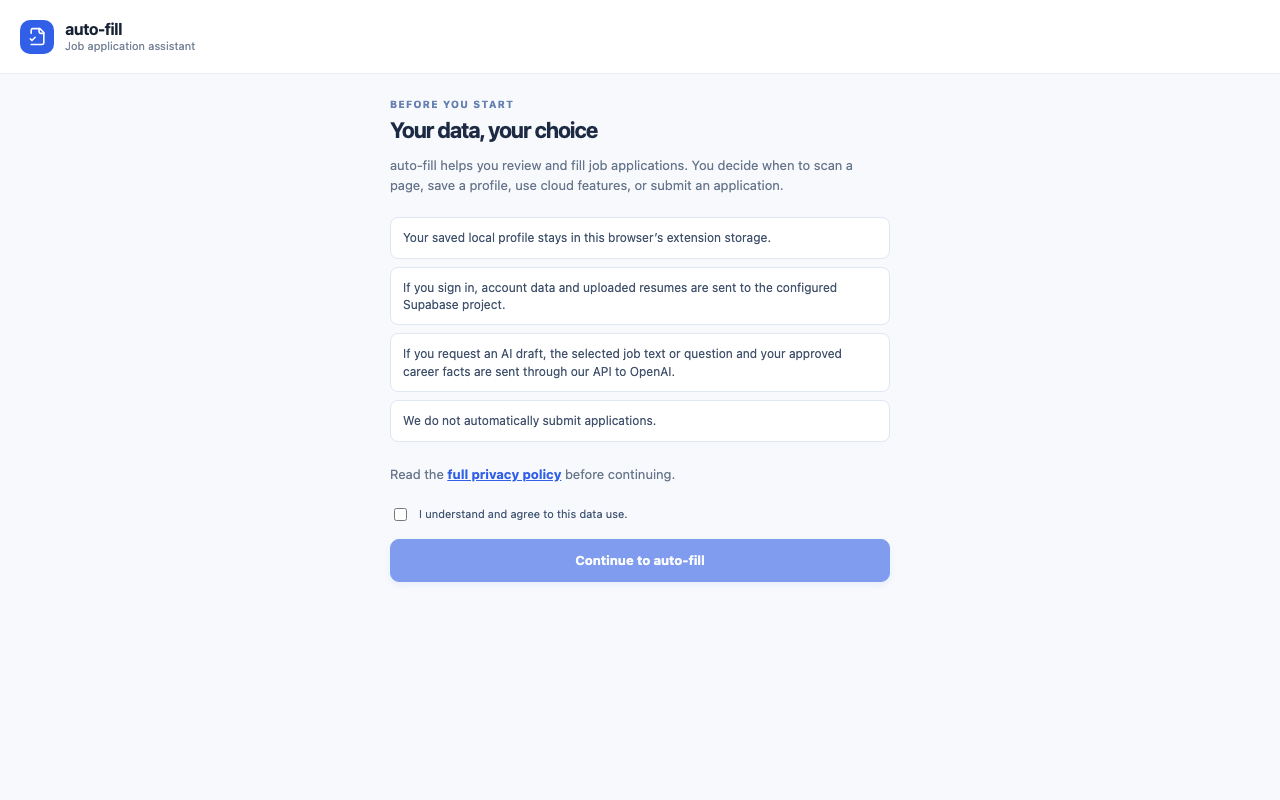 auto-fill
Job application assistant
BEFORE YOU START
Your data, your choice
auto-fill helps you review and fill job applications. You decide when to scan a
page, save a profile, use cloud features, or submit an application.
Your saved local profile stays in this browser’s extension storage.
If you sign in, account data and uploaded resumes are sent to the configured
Supabase project.
If you request an AI draft, the selected job text or question and your approved
career facts are sent through our API to OpenAI.
We do not automatically submit applications.
Read the full privacy policy before continuing.
I understand and agree to this data use.
Continue to auto-fill